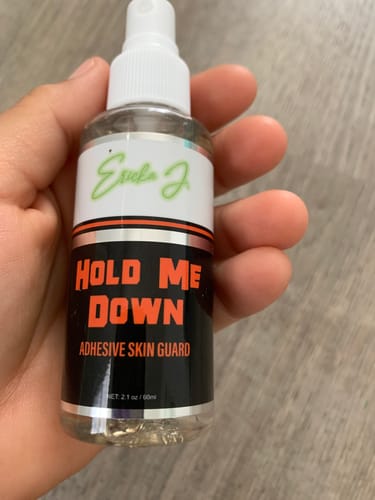 Ericka J.
HOLD ME
DOWN
ADHESIVE SKIN GUARD
NET: 2.1 oz / 60ml